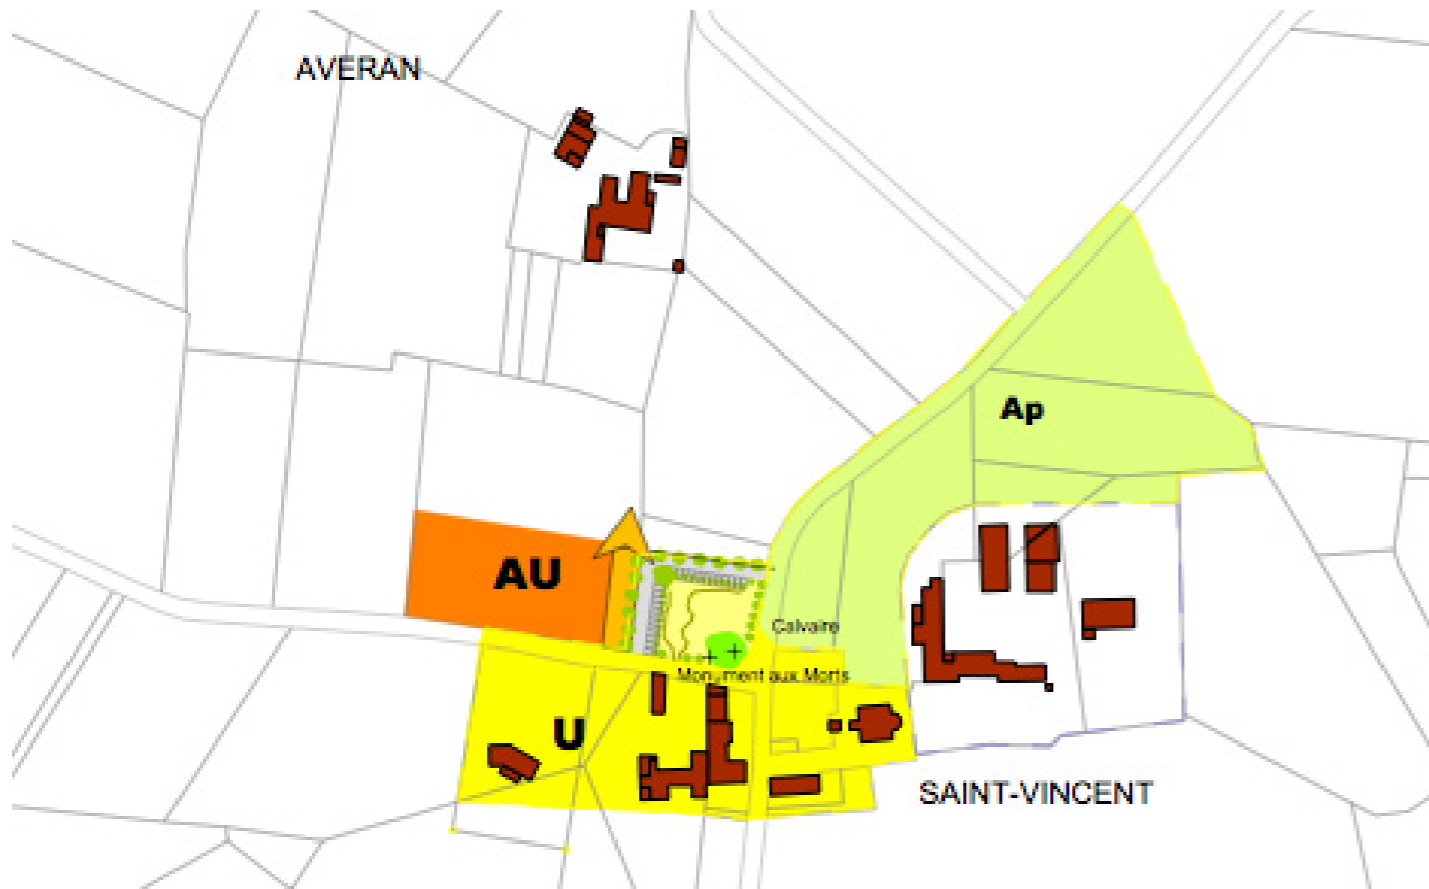 AVERAN
Ap
AU
Calvaire
Monument aux Morts
U
SAINT-VINCENT